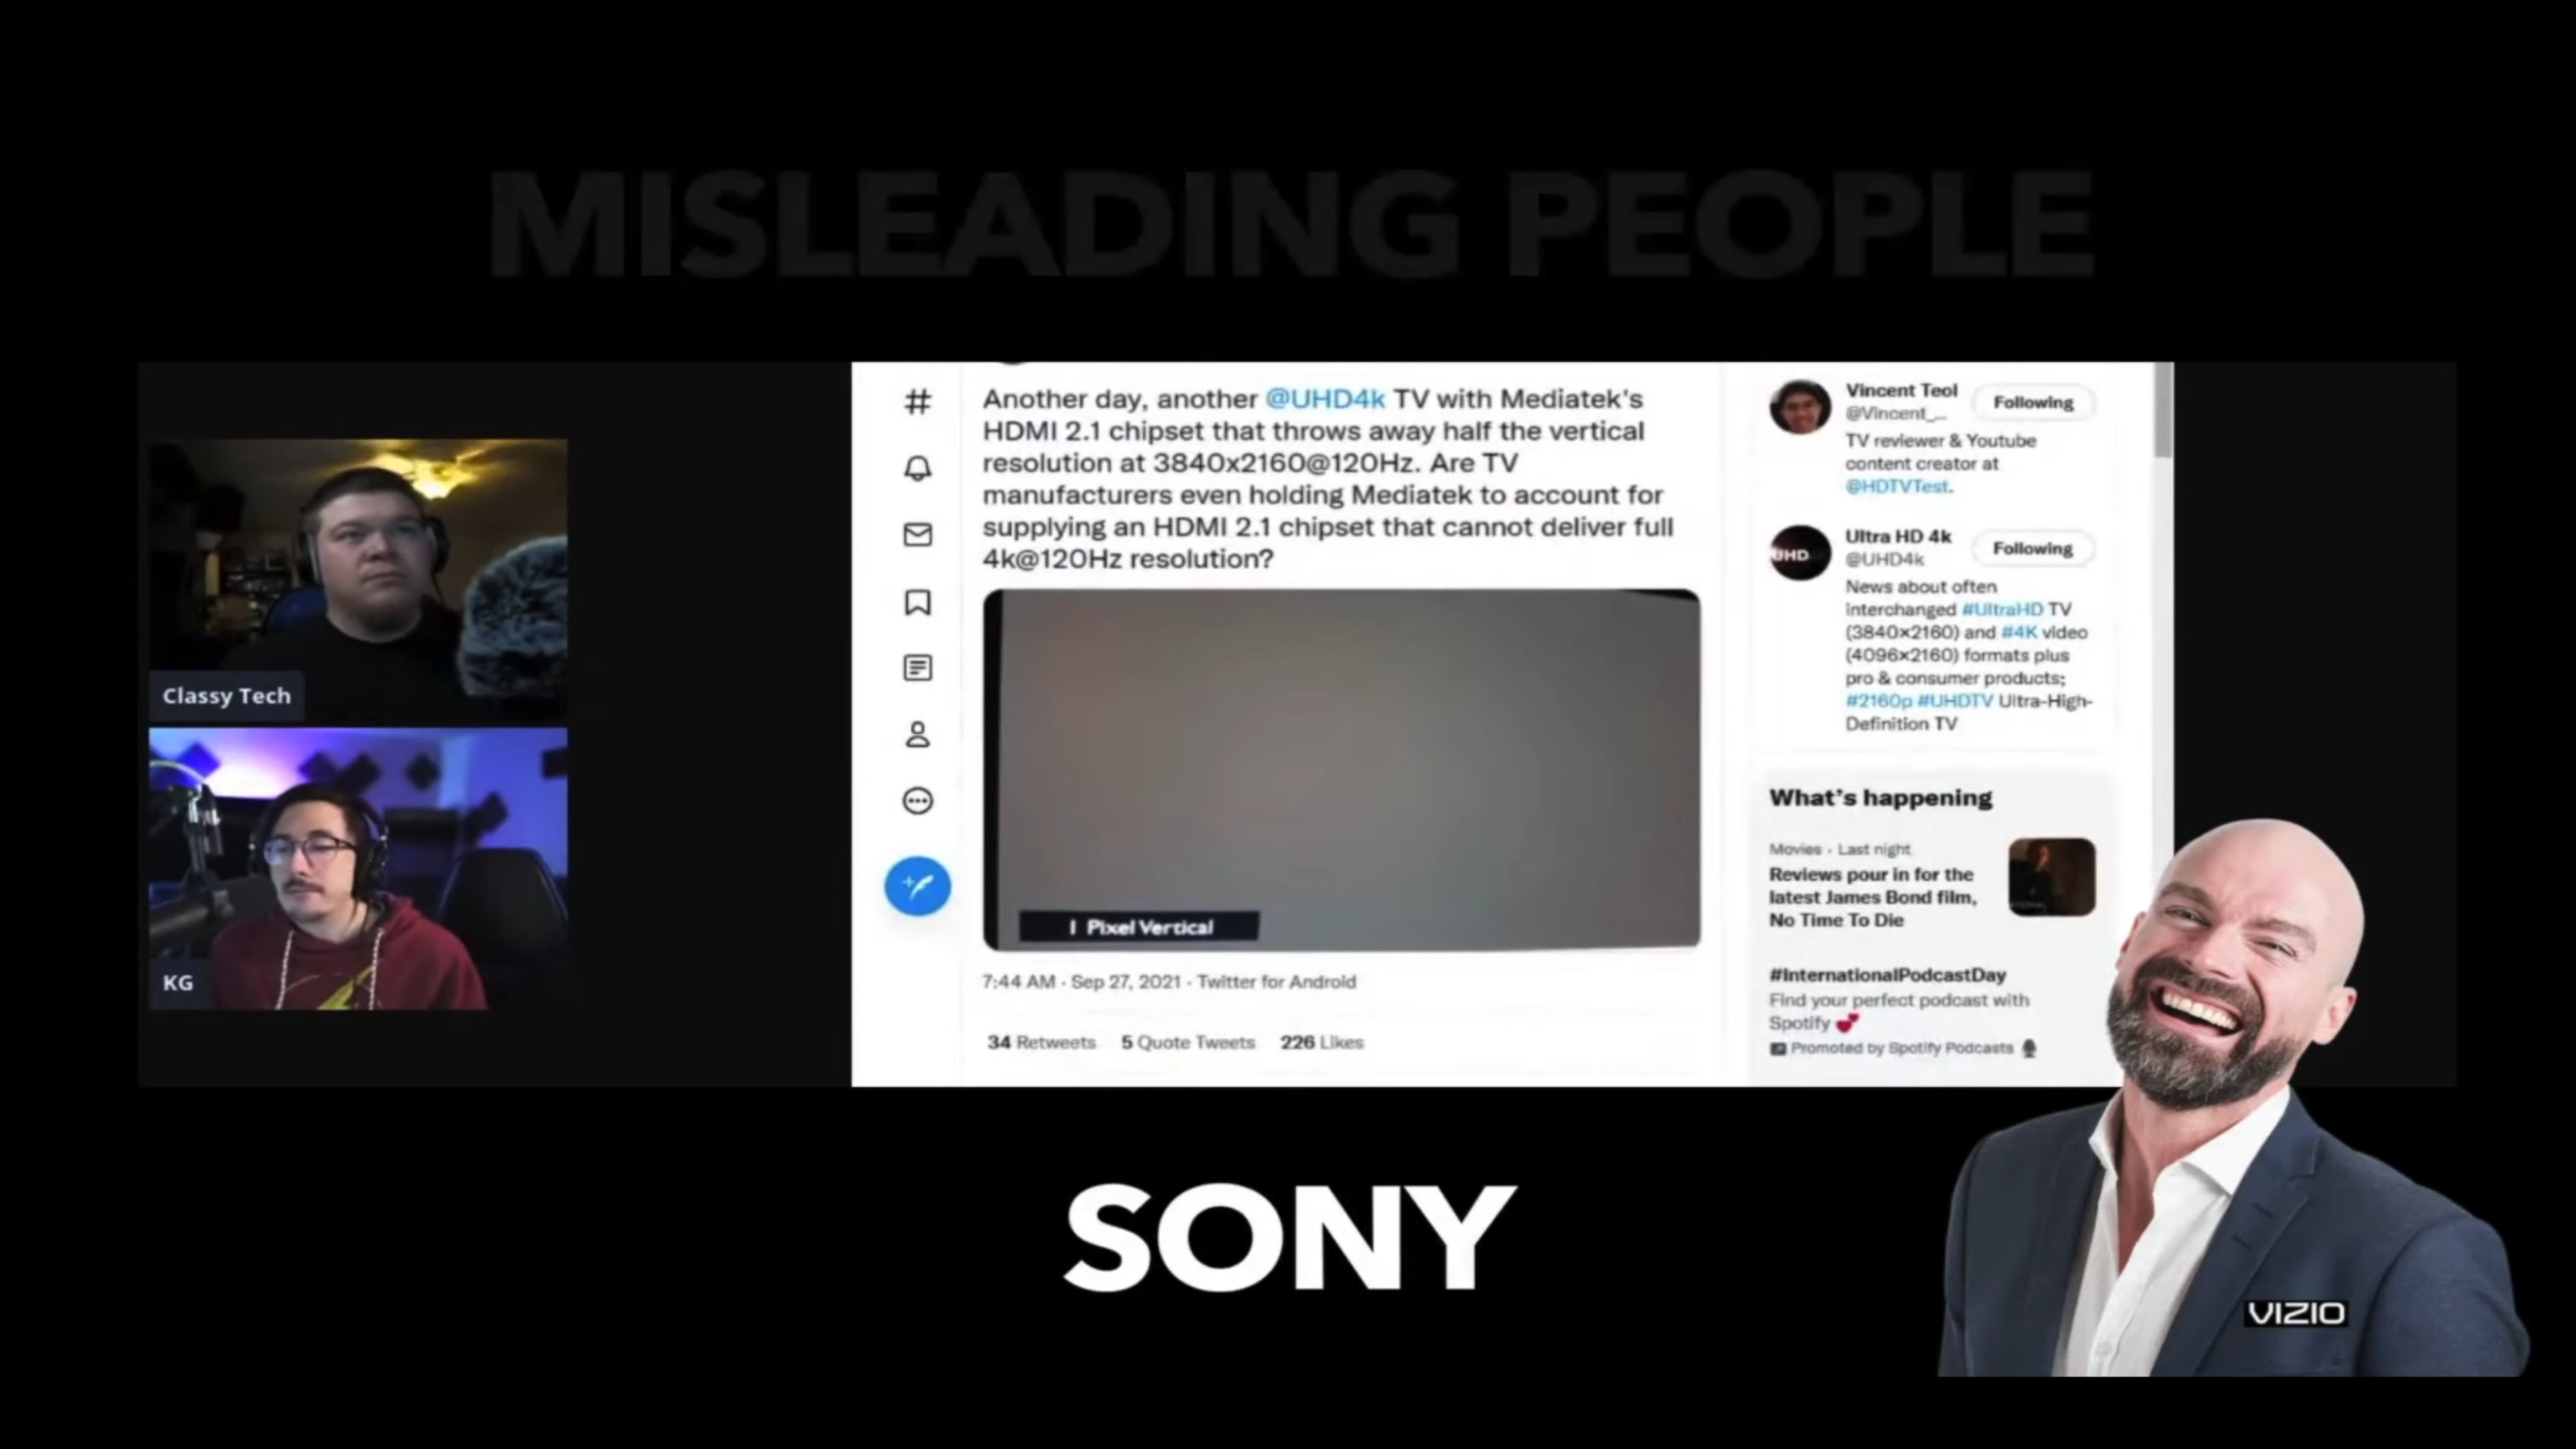 MISLEADING PEOPLE
Classy Tech
KG
Another day, another @UHD4k TV with Mediatek's
HDMI 2.1 chipset that throws away half the vertical
resolution at 3840x2160@120Hz. Are TV
manufacturers even holding Mediatek to account for
supplying an HDMI 2.1 chipset that cannot deliver full
4k@120Hz resolution?
1 Pixel Vertical
7:44 AM · Sep 27, 2021 · Twitter for Android
34 Retweets 5 Quote Tweets 226 Likes
Vincent Teoh
@Vincent_...
Following
TV reviewer & Youtube
content creator at
@HDTVTest.
UHD
Ultra HD 4k
@UHD4k
Following
News about often
interchanged #UltraHD TV
(3840×2160) and #4K video
(4096×2160) formats plus
pro & consumer products;
#2160p #UHDTV Ultra-High-
Definition TV
What's happening
Movies · Last night
Reviews pour in for the
latest James Bond film,
No Time To Die
#InternationalPodcastDay
Find your perfect podcast with
Spotify 💕
Promoted by Spotify Podcasts
SONY
VIZIO